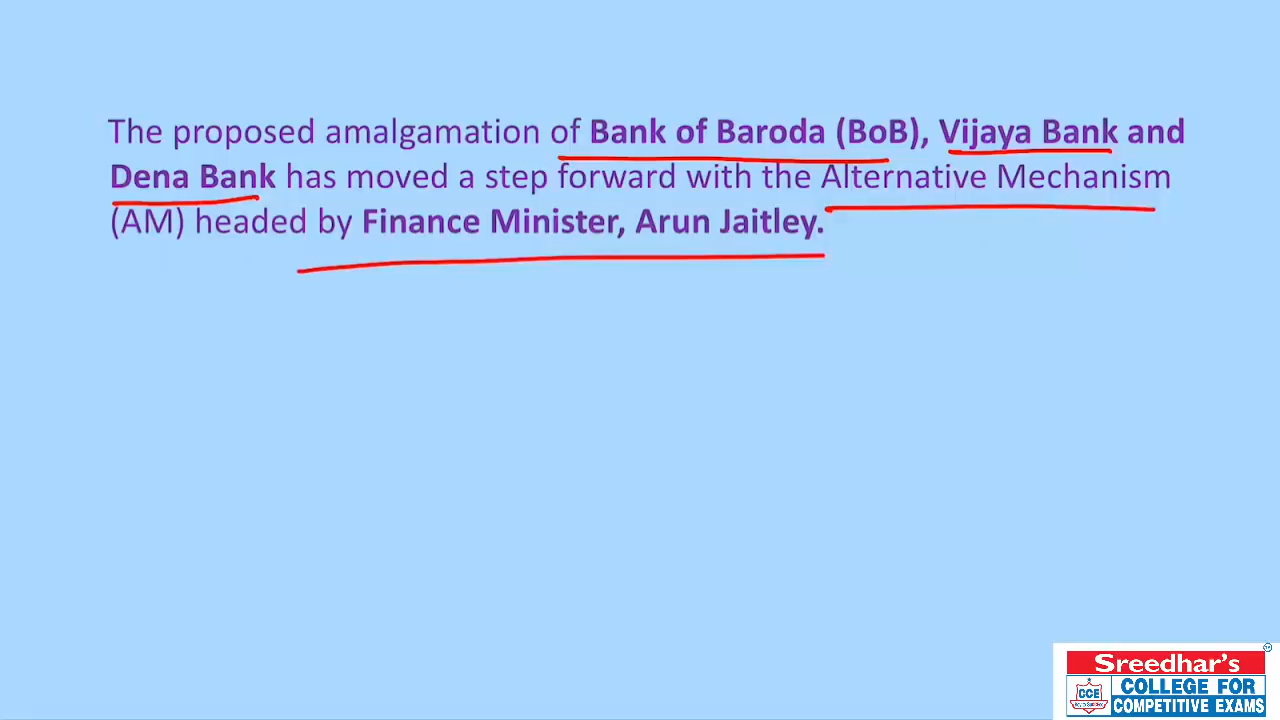 The proposed amalgamation of Bank of Baroda (BoB), Vijaya Bank and
Dena Bank has moved a step forward with the Alternative Mechanism
(AM) headed by Finance Minister, Arun Jaitley.
Sreedhar's
CCE
COLLEGE FOR
COMPETITIVE EXAMS